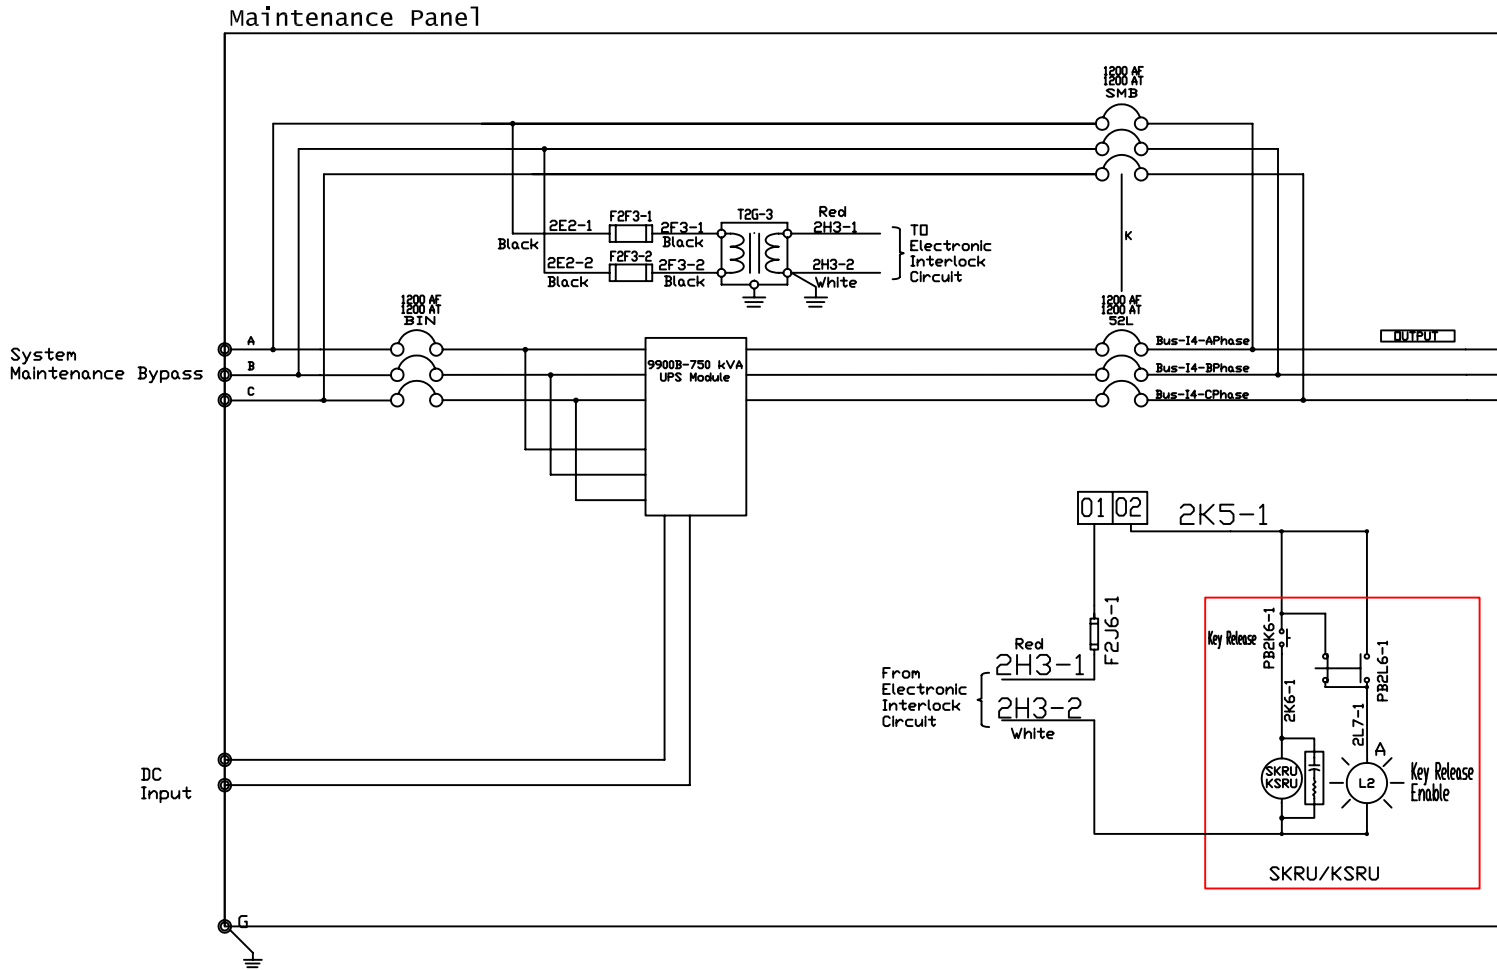 Maintenance Panel
1200 AF
1200 AT
SMB
F2F3-1
T2G-3
Red
2E2-1
2F3-1
2H3-1
Black
Black
TO
Electronic
Interlock
Circuit
K
F2F3-2
2E2-2
2F3-2
2H3-2
Black
Black
White
1200 AF
1200 AT
BIN
1200 AF
1200 AT
52L
System
Maintenance Bypass
A
B
C
9900B-750 kVA
UPS Module
Bus-I4-APhase
Bus-I4-BPhase
Bus-I4-CPhase
OUTPUT
01 02
2K5-1
F2J6-1
Red
2H3-1
From
Electronic
Interlock
Circuit
2H3-2
White
Key Release
PB2K6-1
PB2L6-1
2K6-1
2L7-1
A
SKRU
KSRU
L2
Key Release
Enable
SKRU/KSRU
DC
Input
G